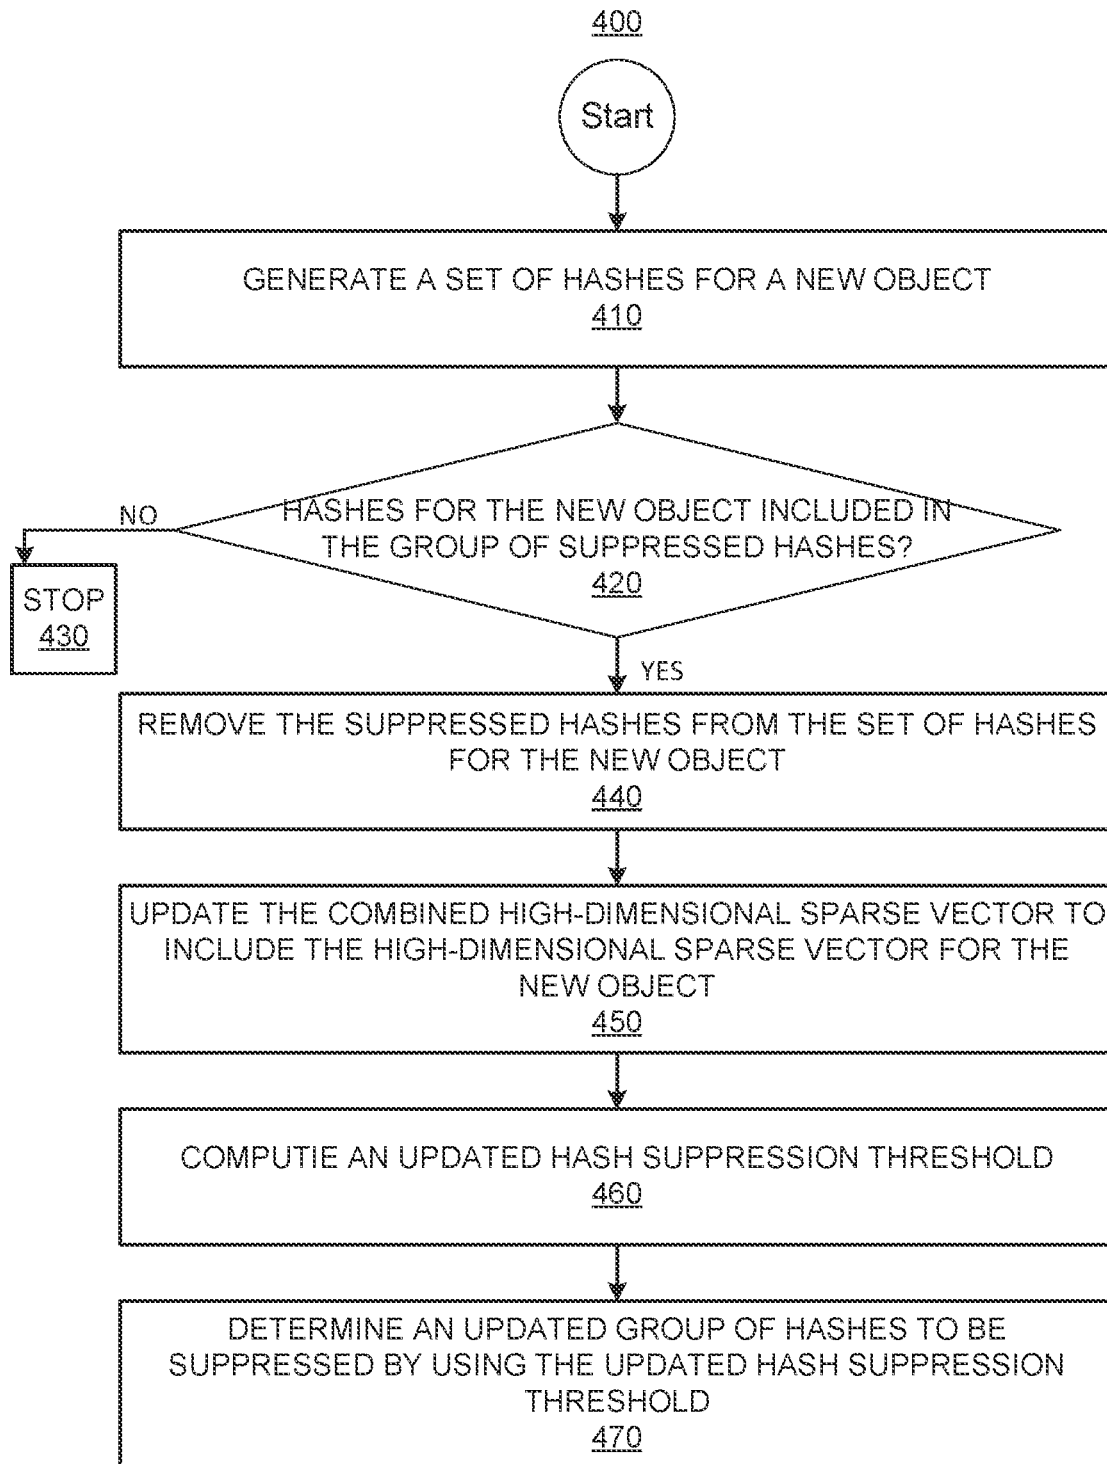 400
Start
GENERATE A SET OF HASHES FOR A NEW OBJECT
410
NO
HASHES FOR THE NEW OBJECT INCLUDED IN
THE GROUP OF SUPPRESSED HASHES?
420
STOP
430
YES
REMOVE THE SUPPRESSED HASHES FROM THE SET OF HASHES
FOR THE NEW OBJECT
440
UPDATE THE COMBINED HIGH-DIMENSIONAL SPARSE VECTOR TO
INCLUDE THE HIGH-DIMENSIONAL SPARSE VECTOR FOR THE
NEW OBJECT
450
COMPUTIE AN UPDATED HASH SUPPRESSION THRESHOLD
460
DETERMINE AN UPDATED GROUP OF HASHES TO BE
SUPPRESSED BY USING THE UPDATED HASH SUPPRESSION
THRESHOLD
470